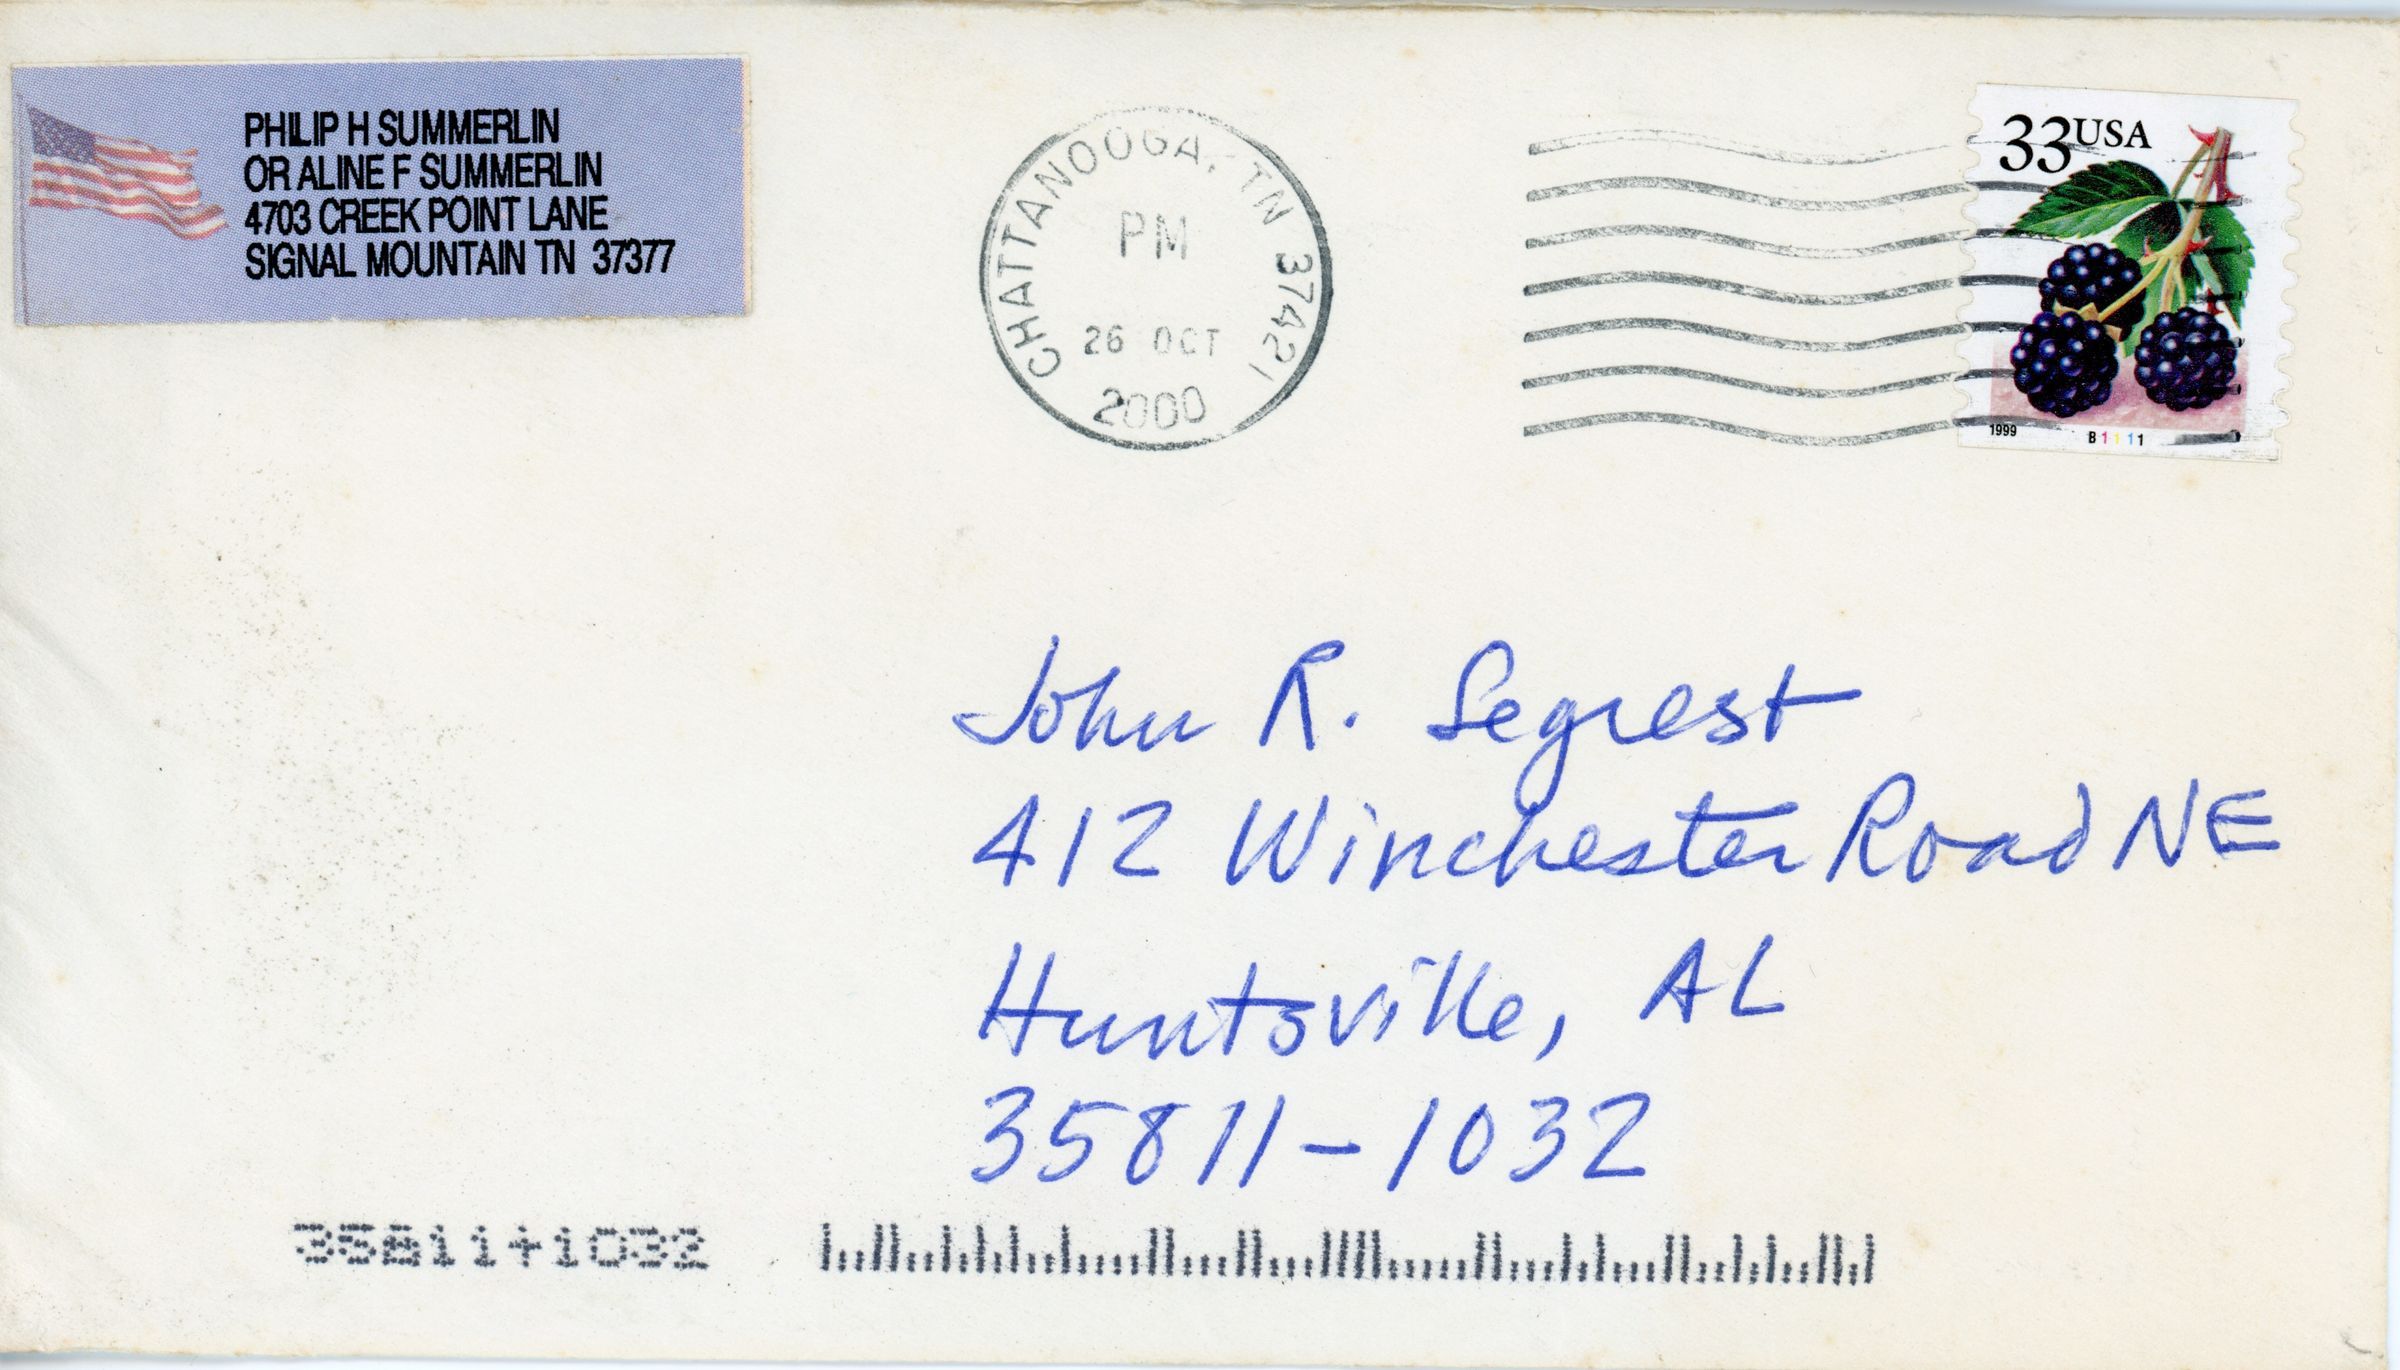 PHILIP H SUMMERLIN
OR ALINE F SUMMERLIN
4703 CREEK POINT LANE
SIGNAL MOUNTAIN TN 37377
CHATTANOOGA, TN 37421
PM
26 OCT
2000
33USA
1999 B1111
John R. Segrest
412 Winchester Road NE
Huntsville, AL
35811-1032
35811+1032